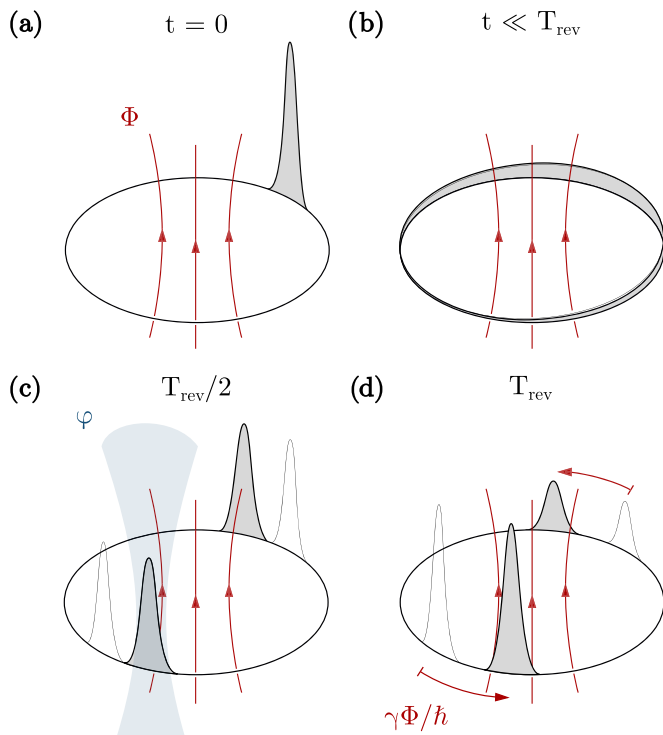 (a)
t = 0
(b)
t ≪ T_rev
Φ
(c)
T_rev/2
(d)
T_rev
φ
γΦ/ħ